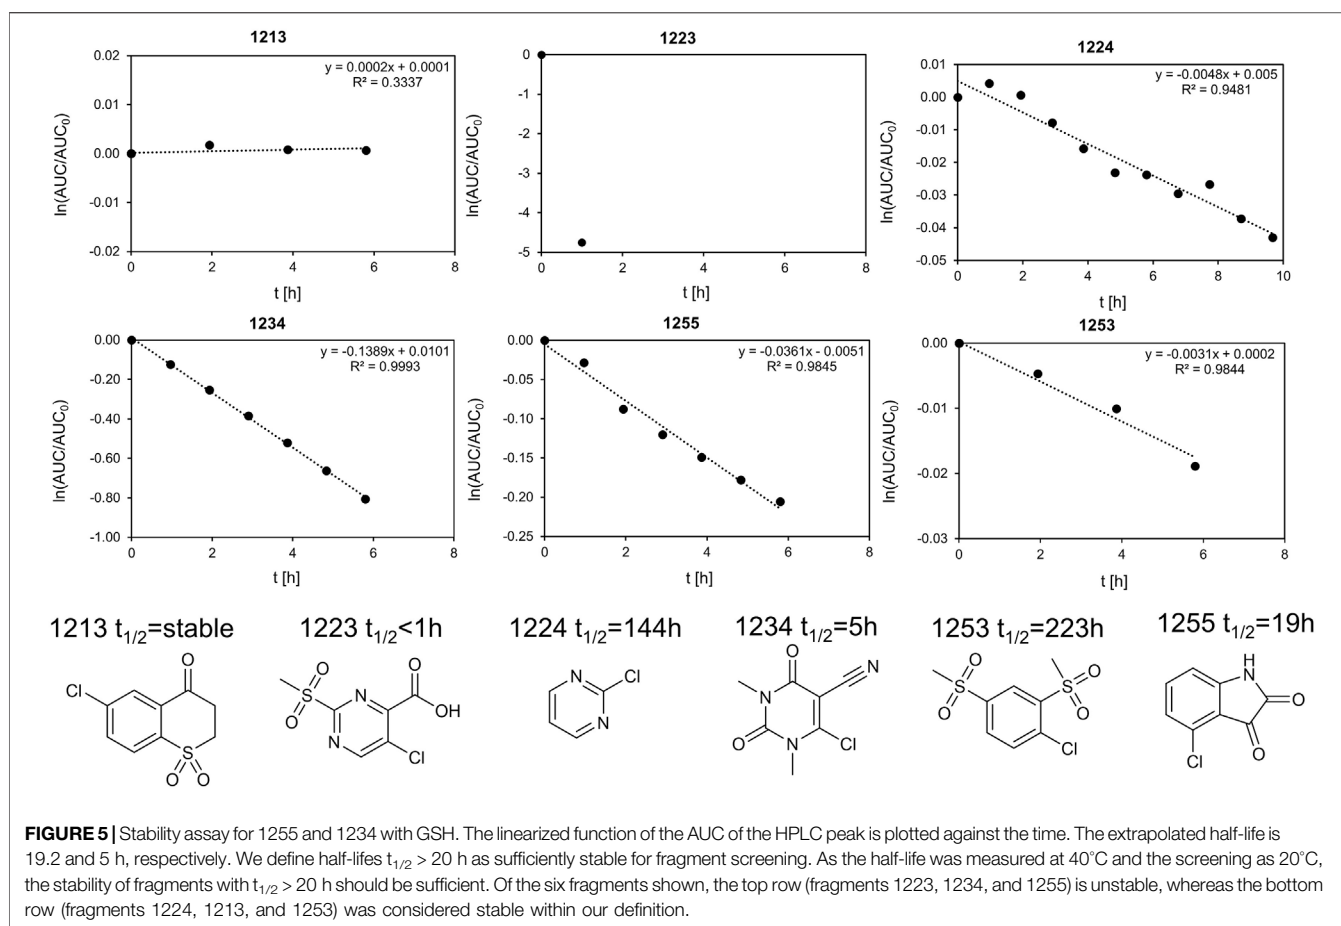 1213
y = 0.0002x + 0.0001
R² = 0.3337
0.02
0.01
0.00
-0.01
-0.02
ln(AUC/AUC₀)
0 2 4 6 8
t [h]
1223
0
-1
-2
-3
-4
-5
ln(AUC/AUC₀)
0 2 4 6 8
t [h]
1224
y = -0.0048x + 0.005
R² = 0.9481
0.01
0.00
-0.01
-0.02
-0.03
-0.04
-0.05
ln(AUC/AUC₀)
0 2 4 6 8 10
t [h]
1234
y = -0.1389x + 0.0101
R² = 0.9993
0.00
-0.20
-0.40
-0.60
-0.80
-1.00
ln(AUC/AUC₀)
0 2 4 6 8
t [h]
1255
y = -0.0361x - 0.0051
R² = 0.9845
0.00
-0.05
-0.10
-0.15
-0.20
-0.25
ln(AUC/AUC₀)
0 2 4 6 8
t [h]
1253
y = -0.0031x + 0.0002
R² = 0.9844
0.00
-0.01
-0.02
-0.03
ln(AUC/AUC₀)
0 2 4 6 8
t [h]
1213 t1/2=stable
O
Cl
S
O O
1223 t1/2<1h
O
S
O
N
N
O
OH
Cl
1224 t1/2=144h
N
Cl
N
1234 t1/2=5h
O
N
N
O
N
Cl
1253 t1/2=223h
O
S
O
O
S
O
Cl
1255 t1/2=19h
H
N
O
O
Cl
FIGURE 5 | Stability assay for 1255 and 1234 with GSH. The linearized function of the AUC of the HPLC peak is plotted against the time. The extrapolated half-life is
19.2 and 5 h, respectively. We define half-lifes t1/2 > 20 h as sufficiently stable for fragment screening. As the half-life was measured at 40°C and the screening as 20°C,
the stability of fragments with t1/2 > 20 h should be sufficient. Of the six fragments shown, the top row (fragments 1223, 1234, and 1255) is unstable, whereas the bottom
row (fragments 1224, 1213, and 1253) was considered stable within our definition.